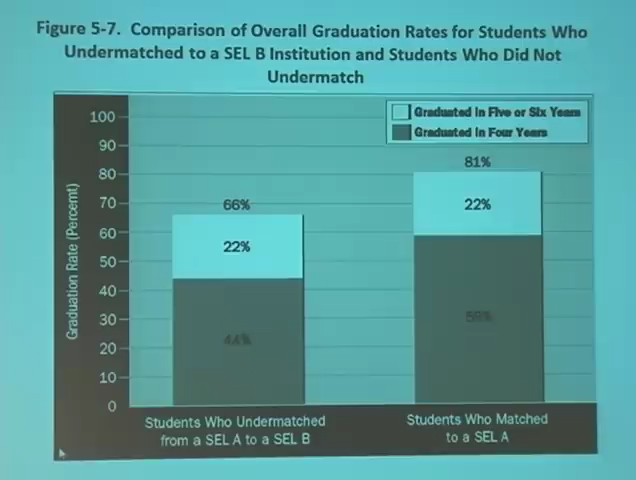 Figure 5-7. Comparison of Overall Graduation Rates for Students Who
Undermatched to a SEL B Institution and Students Who Did Not
Undermatch
Graduated in Five or Six Years
Graduated in Four Years
Graduation Rate (Percent)
100
90
80
70
60
50
40
30
20
10
0
66%
22%
44%
81%
22%
59%
Students Who Undermatched
from a SEL A to a SEL B
Students Who Matched
to a SEL A